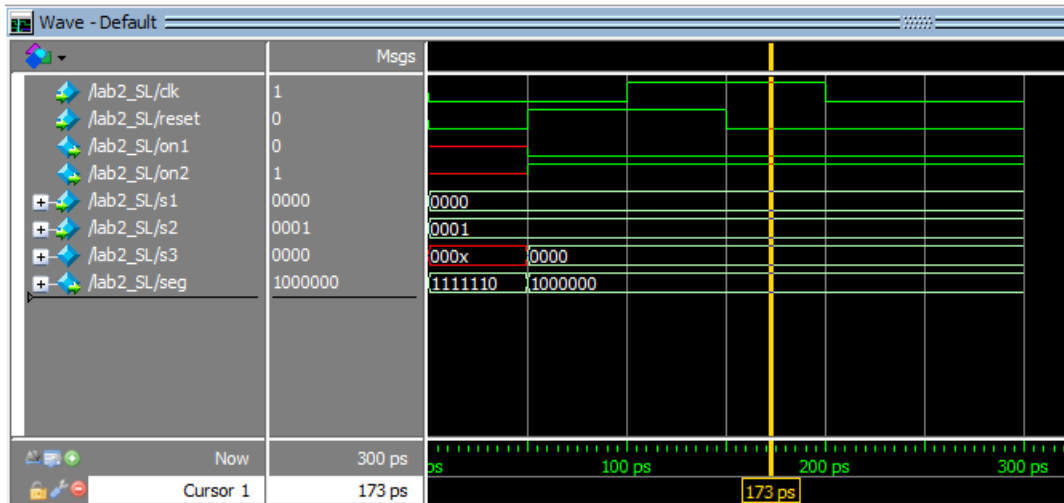 Wave - Default
Msgs
/lab2_SL/clk 1
/lab2_SL/reset 0
/lab2_SL/on1 0
/lab2_SL/on2 1
/lab2_SL/s1 0000 0000
/lab2_SL/s2 0001 0001
/lab2_SL/s3 0000 000x 0000
/lab2_SL/seg 1000000 1111110 1000000
Now 300 ps ps 100 ps 200 ps 300 ps
Cursor 1 173 ps 173 ps